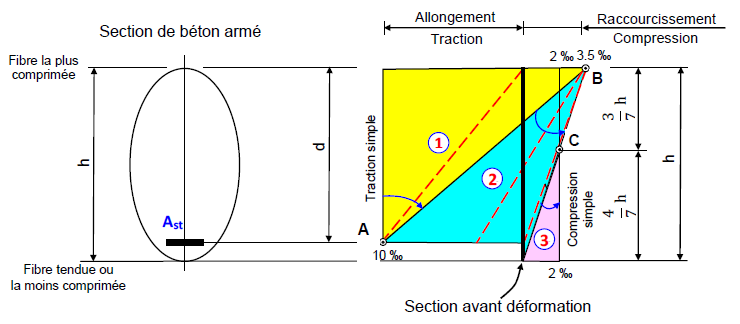 Section de béton armé
Fibre la plus
comprimée
h
d
Ast
Fibre tendue ou
la moins comprimée
Allongement
Raccourcissement
Traction
Compression
2 ‰
3.5 ‰
B
1
2
3
C
A
10 ‰
2 ‰
Traction simple
Compression
simple
3 h/7
4 h/7
h
Section avant déformation